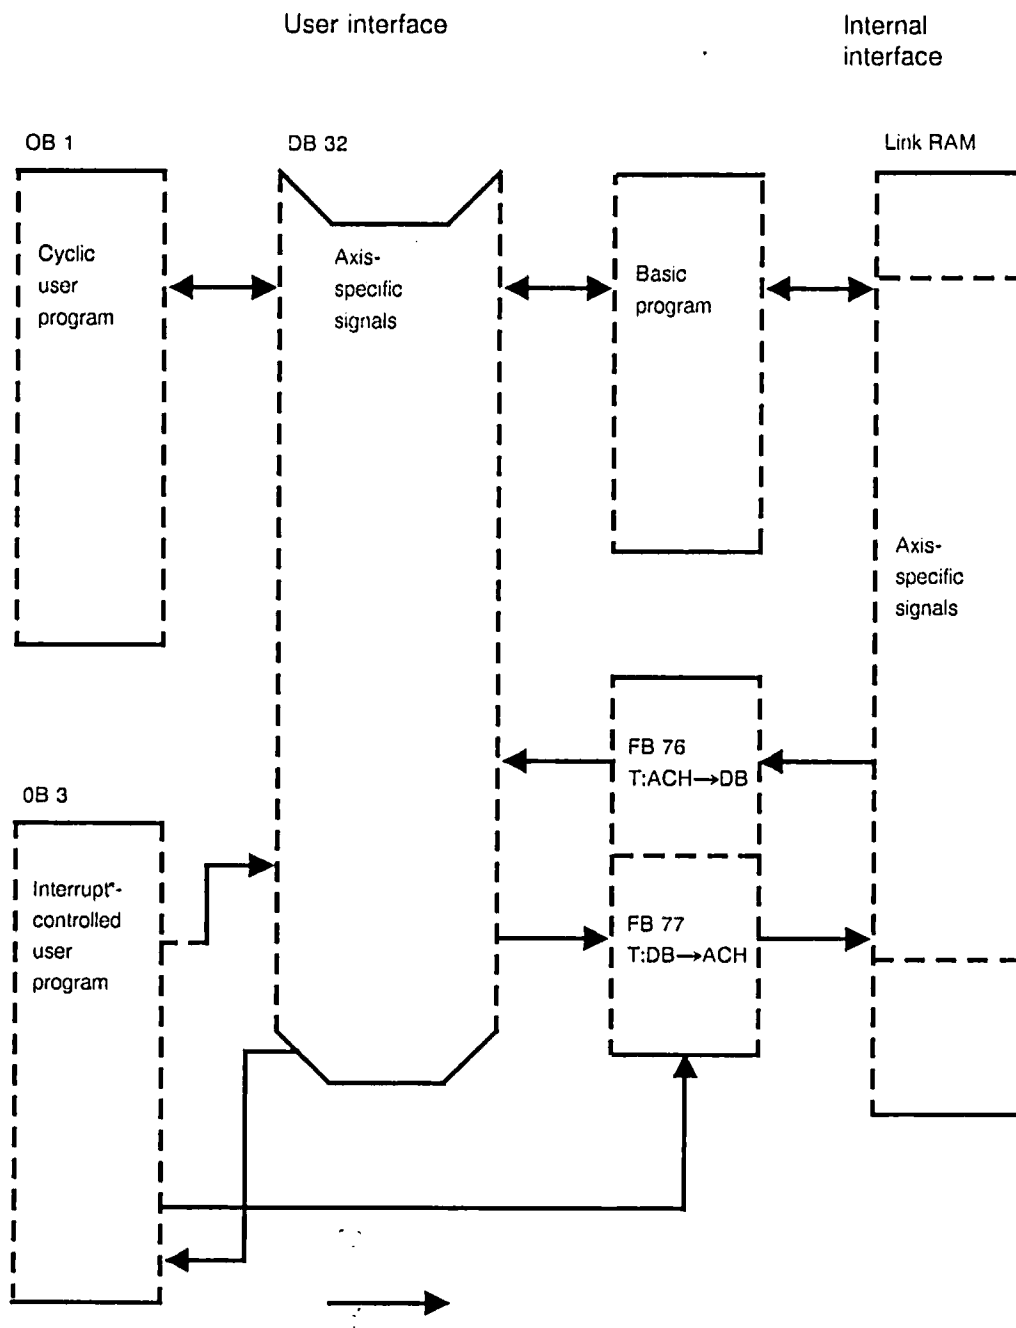 User interface
Internal
interface
OB 1
DB 32
Link RAM
Cyclic
user
program
Axis-
specific
signals
Basic
program
Axis-
specific
signals
FB 76
T:ACH→DB
0B 3
Interrupt-
controlled
user
program
FB 77
T:DB→ACH